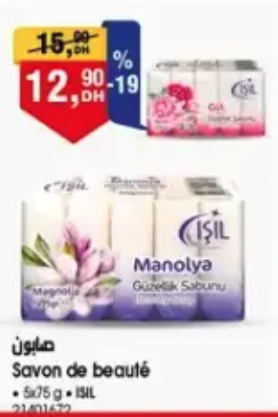 15,90 DH
% -19
12,90 DH
IŞIL
Gül
IŞIL
Manolya
Güzellik Sabunu
Magnolia
صابون
Savon de beauté
• 5x75 g • ISIL
21401672